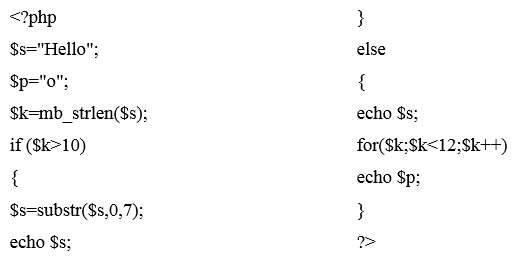 <?php
$s="Hello";
$p="o";
$k=mb_strlen($s);
if ($k>10)
{
$s=substr($s,0,7);
echo $s;
}
else
{
echo $s;
for($k;$k<12;$k++)
echo $p;
}
?>